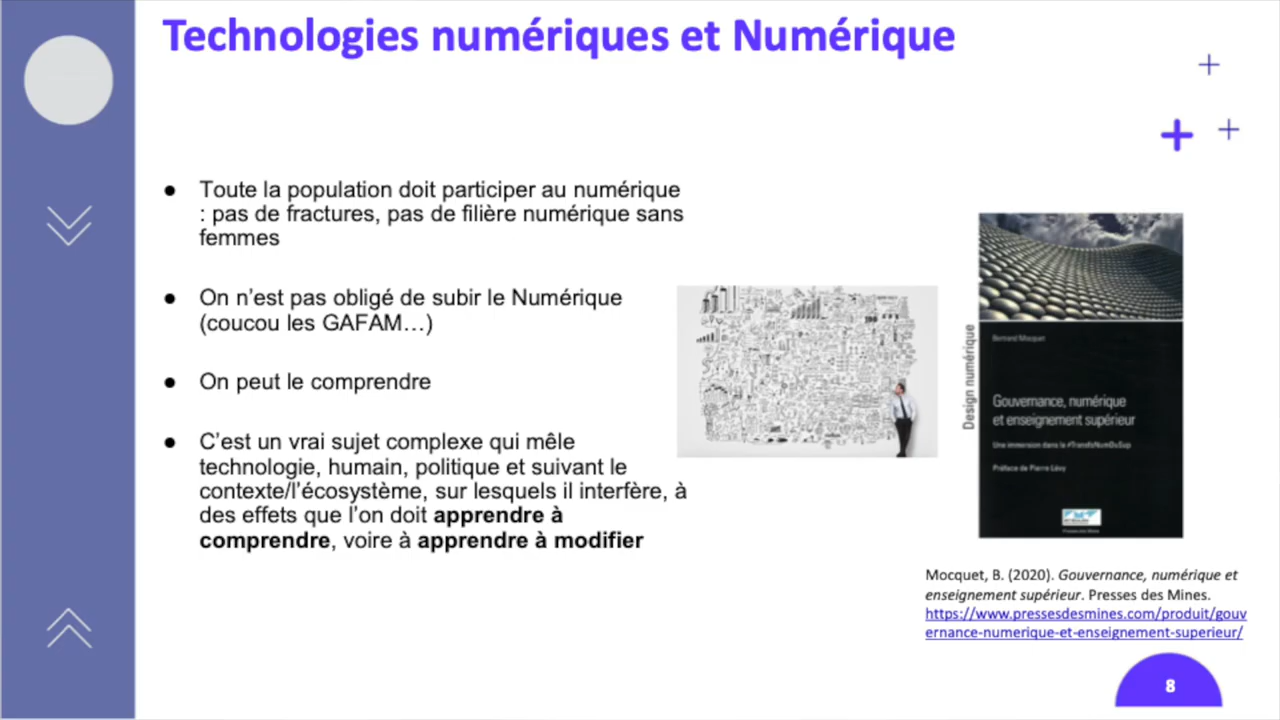 Technologies numériques et Numérique
● Toute la population doit participer au numérique
: pas de fractures, pas de filière numérique sans
femmes
● On n’est pas obligé de subir le Numérique
(coucou les GAFAM…)
● On peut le comprendre
● C’est un vrai sujet complexe qui mêle
technologie, humain, politique et suivant le
contexte/l’écosystème, sur lesquels il interfère, à
des effets que l’on doit apprendre à
comprendre, voire à apprendre à modifier
Design numérique
Bertrand Mocquet
Gouvernance, numérique
et enseignement supérieur
Une immersion dans la #TransfoNumDuSup
Préface de Pierre Lévy
Presses des Mines
Mocquet, B. (2020). Gouvernance, numérique et
enseignement supérieur. Presses des Mines.
https://www.pressesdesmines.com/produit/gouv
ernance-numerique-et-enseignement-superieur/
8